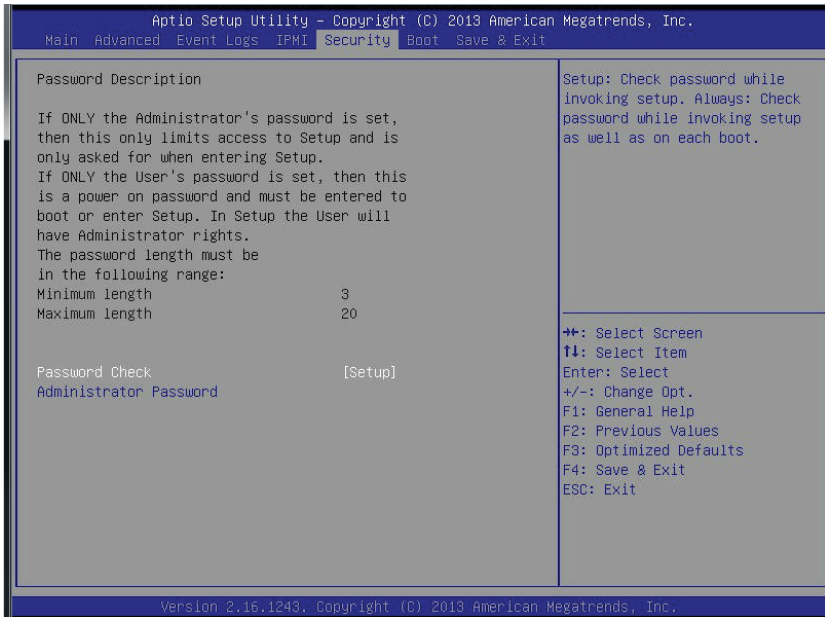 Aptio Setup Utility – Copyright (C) 2013 American Megatrends, Inc.
Main Advanced Event Logs IPMI Security Boot Save & Exit
Password Description
If ONLY the Administrator's password is set,
then this only limits access to Setup and is
only asked for when entering Setup.
If ONLY the User's password is set, then this
is a power on password and must be entered to
boot or enter Setup. In Setup the User will
have Administrator rights.
The password length must be
in the following range:
Minimum length 3
Maximum length 20
Password Check [Setup]
Administrator Password
Setup: Check password while
invoking setup. Always: Check
password while invoking setup
as well as on each boot.
→←: Select Screen
↑↓: Select Item
Enter: Select
+/-: Change Opt.
F1: General Help
F2: Previous Values
F3: Optimized Defaults
F4: Save & Exit
ESC: Exit
Version 2.16.1243. Copyright (C) 2013 American Megatrends, Inc.